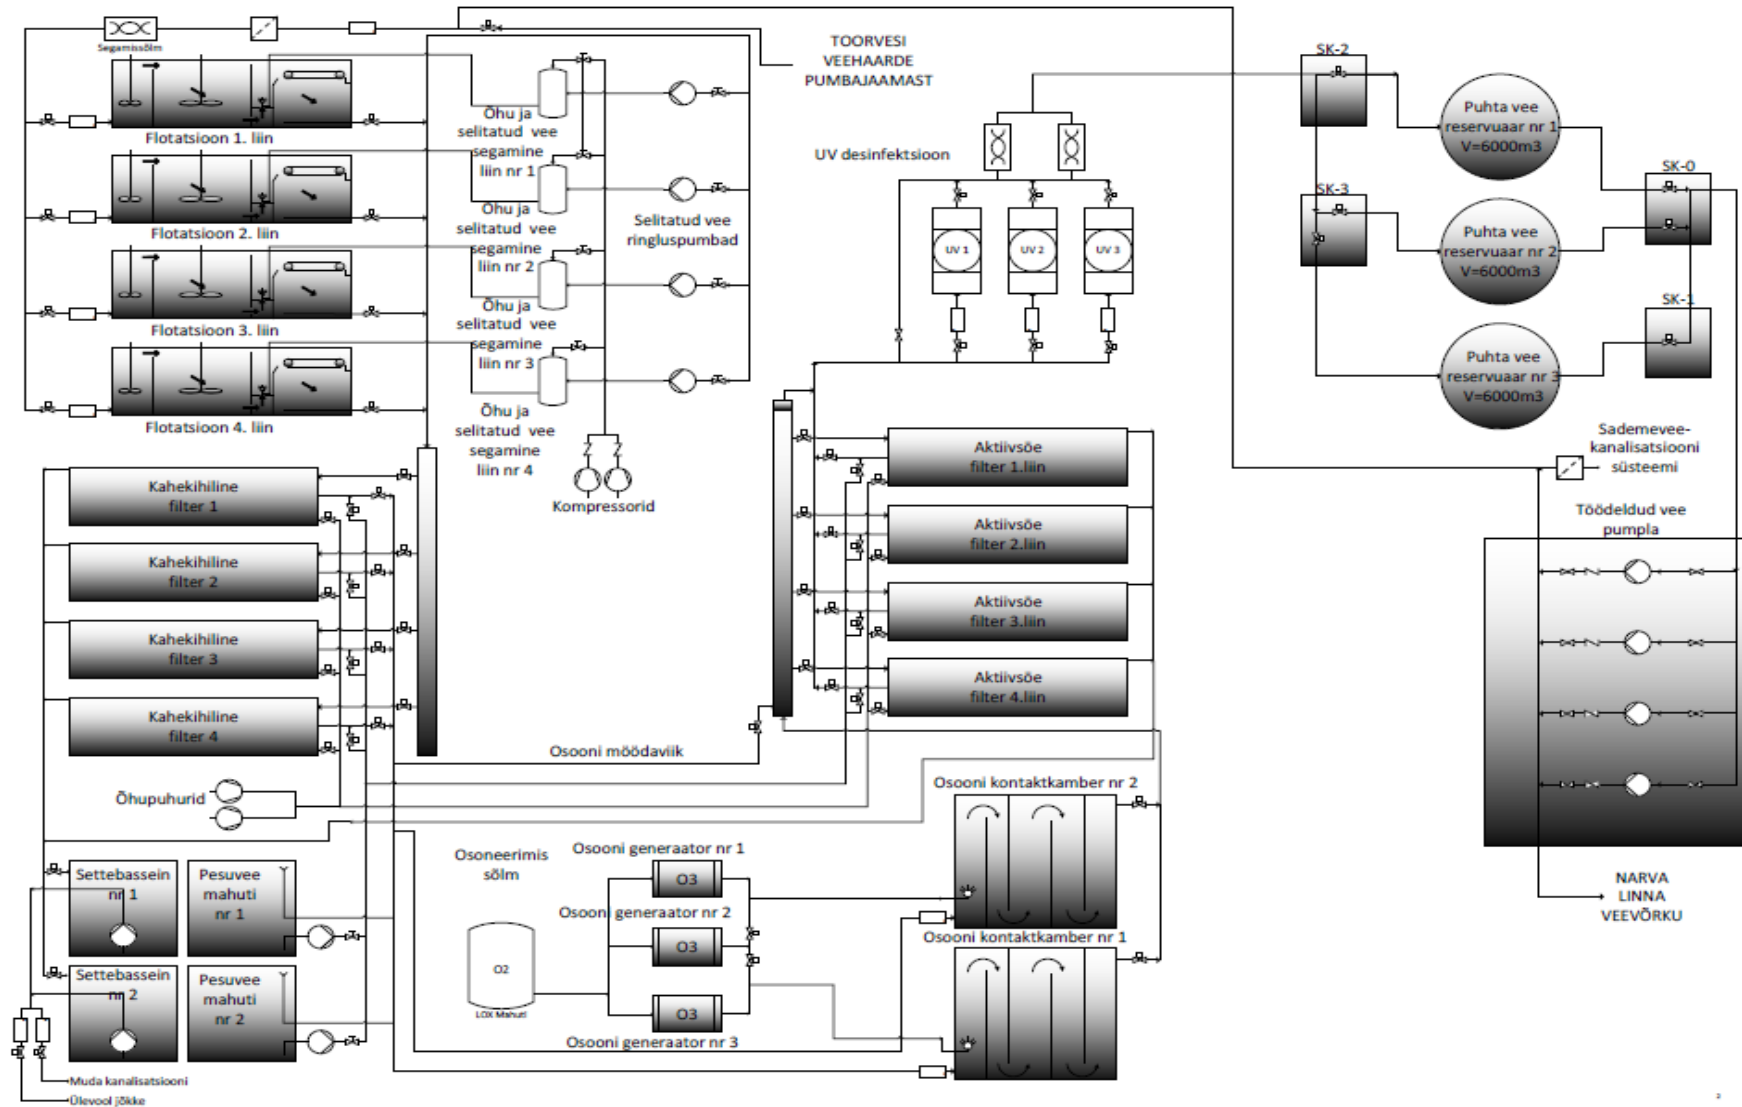 Segamissõlm
TOORVESI
VEEHAARDE
PUMBAJAAMAST
Flotatsioon 1. liin
Flotatsioon 2. liin
Flotatsioon 3. liin
Flotatsioon 4. liin
Õhu ja
selitatud vee
segamine
liin nr 1
Õhu ja
selitatud vee
segamine
liin nr 2
Õhu ja
selitatud vee
segamine
liin nr 3
Õhu ja
selitatud vee
segamine
liin nr 4
Selitatud vee
ringluspumbad
Kompressorid
UV desinfektsioon
UV 1
UV 2
UV 3
SK-2
SK-3
SK-0
SK-1
Puhta vee
reservuaar nr 1
V=6000m3
Puhta vee
reservuaar nr 2
V=6000m3
Puhta vee
reservuaar nr 3
V=6000m3
Sademevee-
kanalisatsiooni
süsteemi
Töödeldud vee
pumpla
NARVA
LINNA
VEEVÕRKU
Kahekihiline
filter 1
Kahekihiline
filter 2
Kahekihiline
filter 3
Kahekihiline
filter 4
Aktiivsöe
filter 1.liin
Aktiivsöe
filter 2.liin
Aktiivsöe
filter 3.liin
Aktiivsöe
filter 4.liin
Osooni möödaviik
Õhupuhurid
Osooni kontaktkamber nr 2
Osooni kontaktkamber nr 1
Osoneerimis
sõlm
Osooni generaator nr 1
O3
Osooni generaator nr 2
O3
O3
Osooni generaator nr 3
O2
LOX Mahuti
Settebassein
nr 1
Pesuvee
mahuti
nr 1
Settebassein
nr 2
Pesuvee
mahuti
nr 2
Muda kanalisatsiooni
Ülevool jõkke